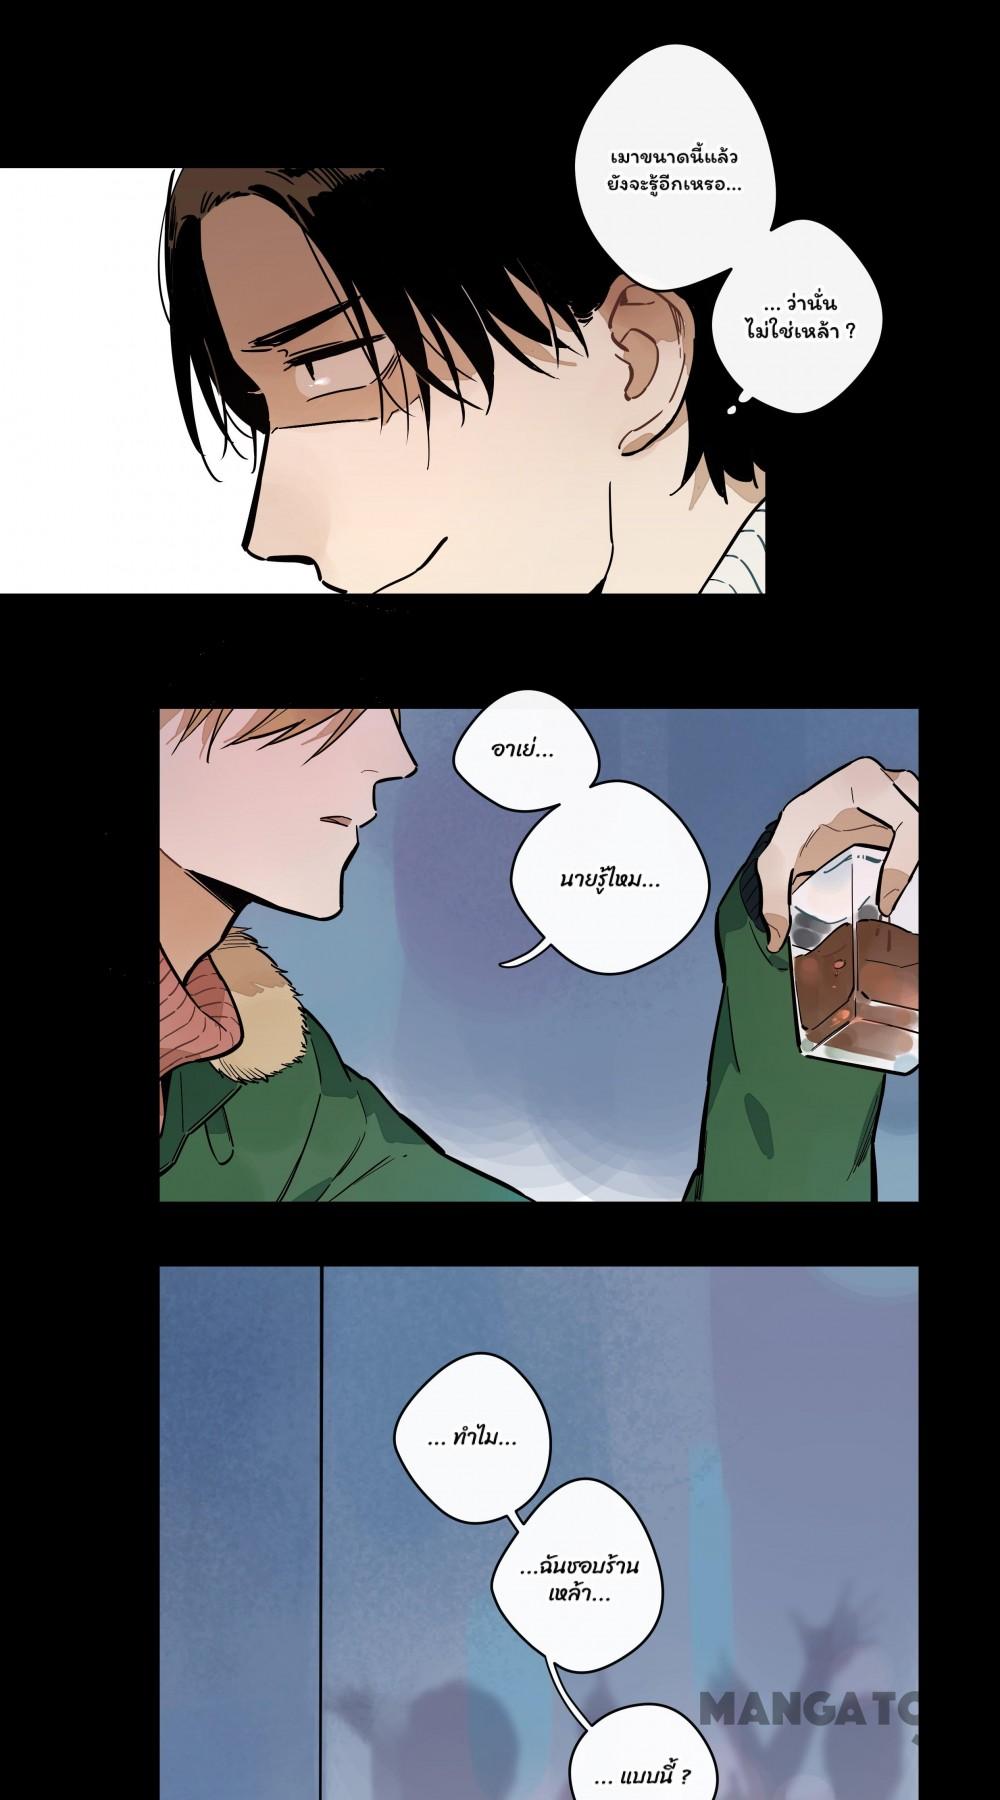 เมาขนาดนี้แล้ว
ยังจะรู้อีกเหรอ...
... ว่านั่น
ไม่ใช่เหล้า ?
อาเย่...
นายรู้ไหม...
... ทำไม...
...ฉันชอบร้าน
เหล้า...
... แบบนี้ ?
MANGATO